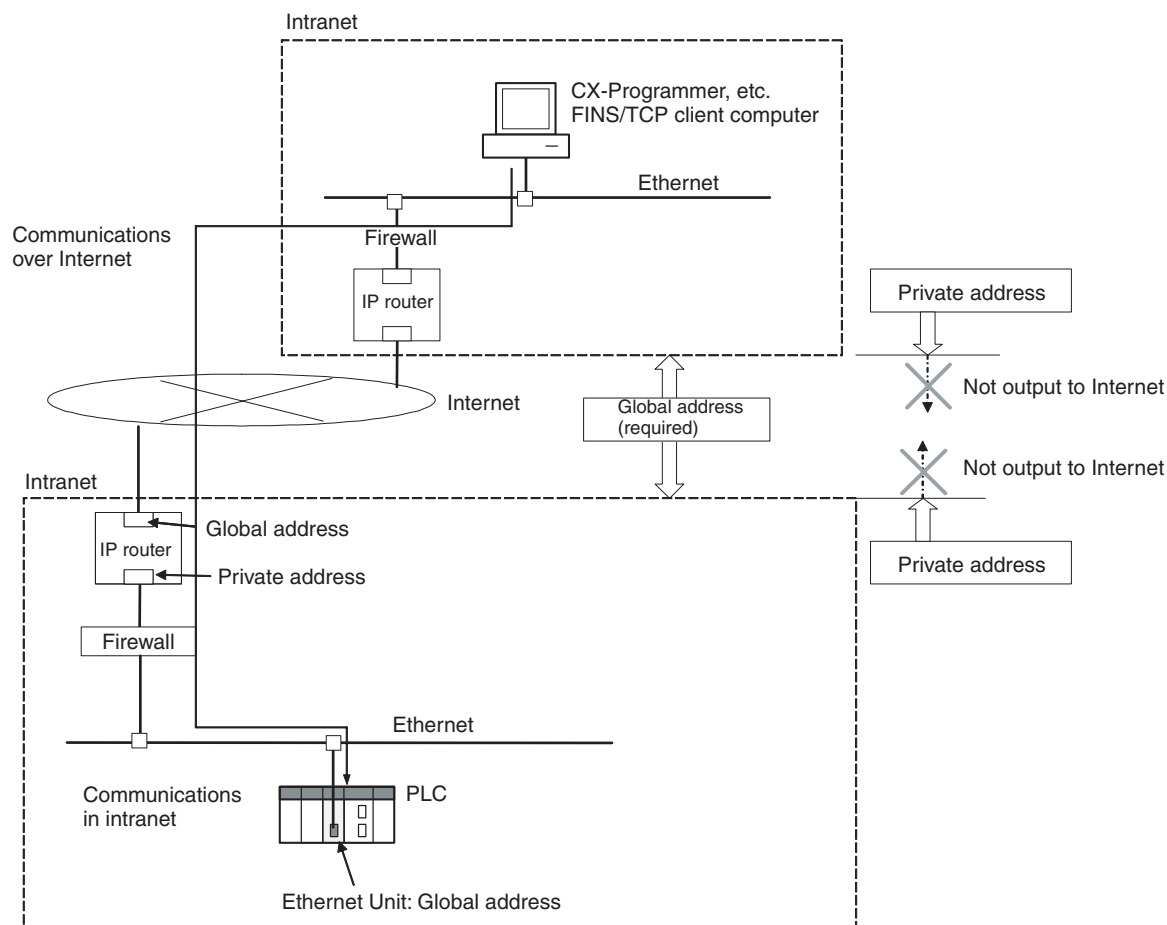 Intranet
CX-Programmer, etc.
FINS/TCP client computer
Ethernet
Communications
over Internet
Firewall
IP router
Private address
Internet
Global address
(required)
Not output to Internet
Not output to Internet
Intranet
Global address
IP router
Private address
Private address
Firewall
Ethernet
Communications
in intranet
PLC
Ethernet Unit: Global address